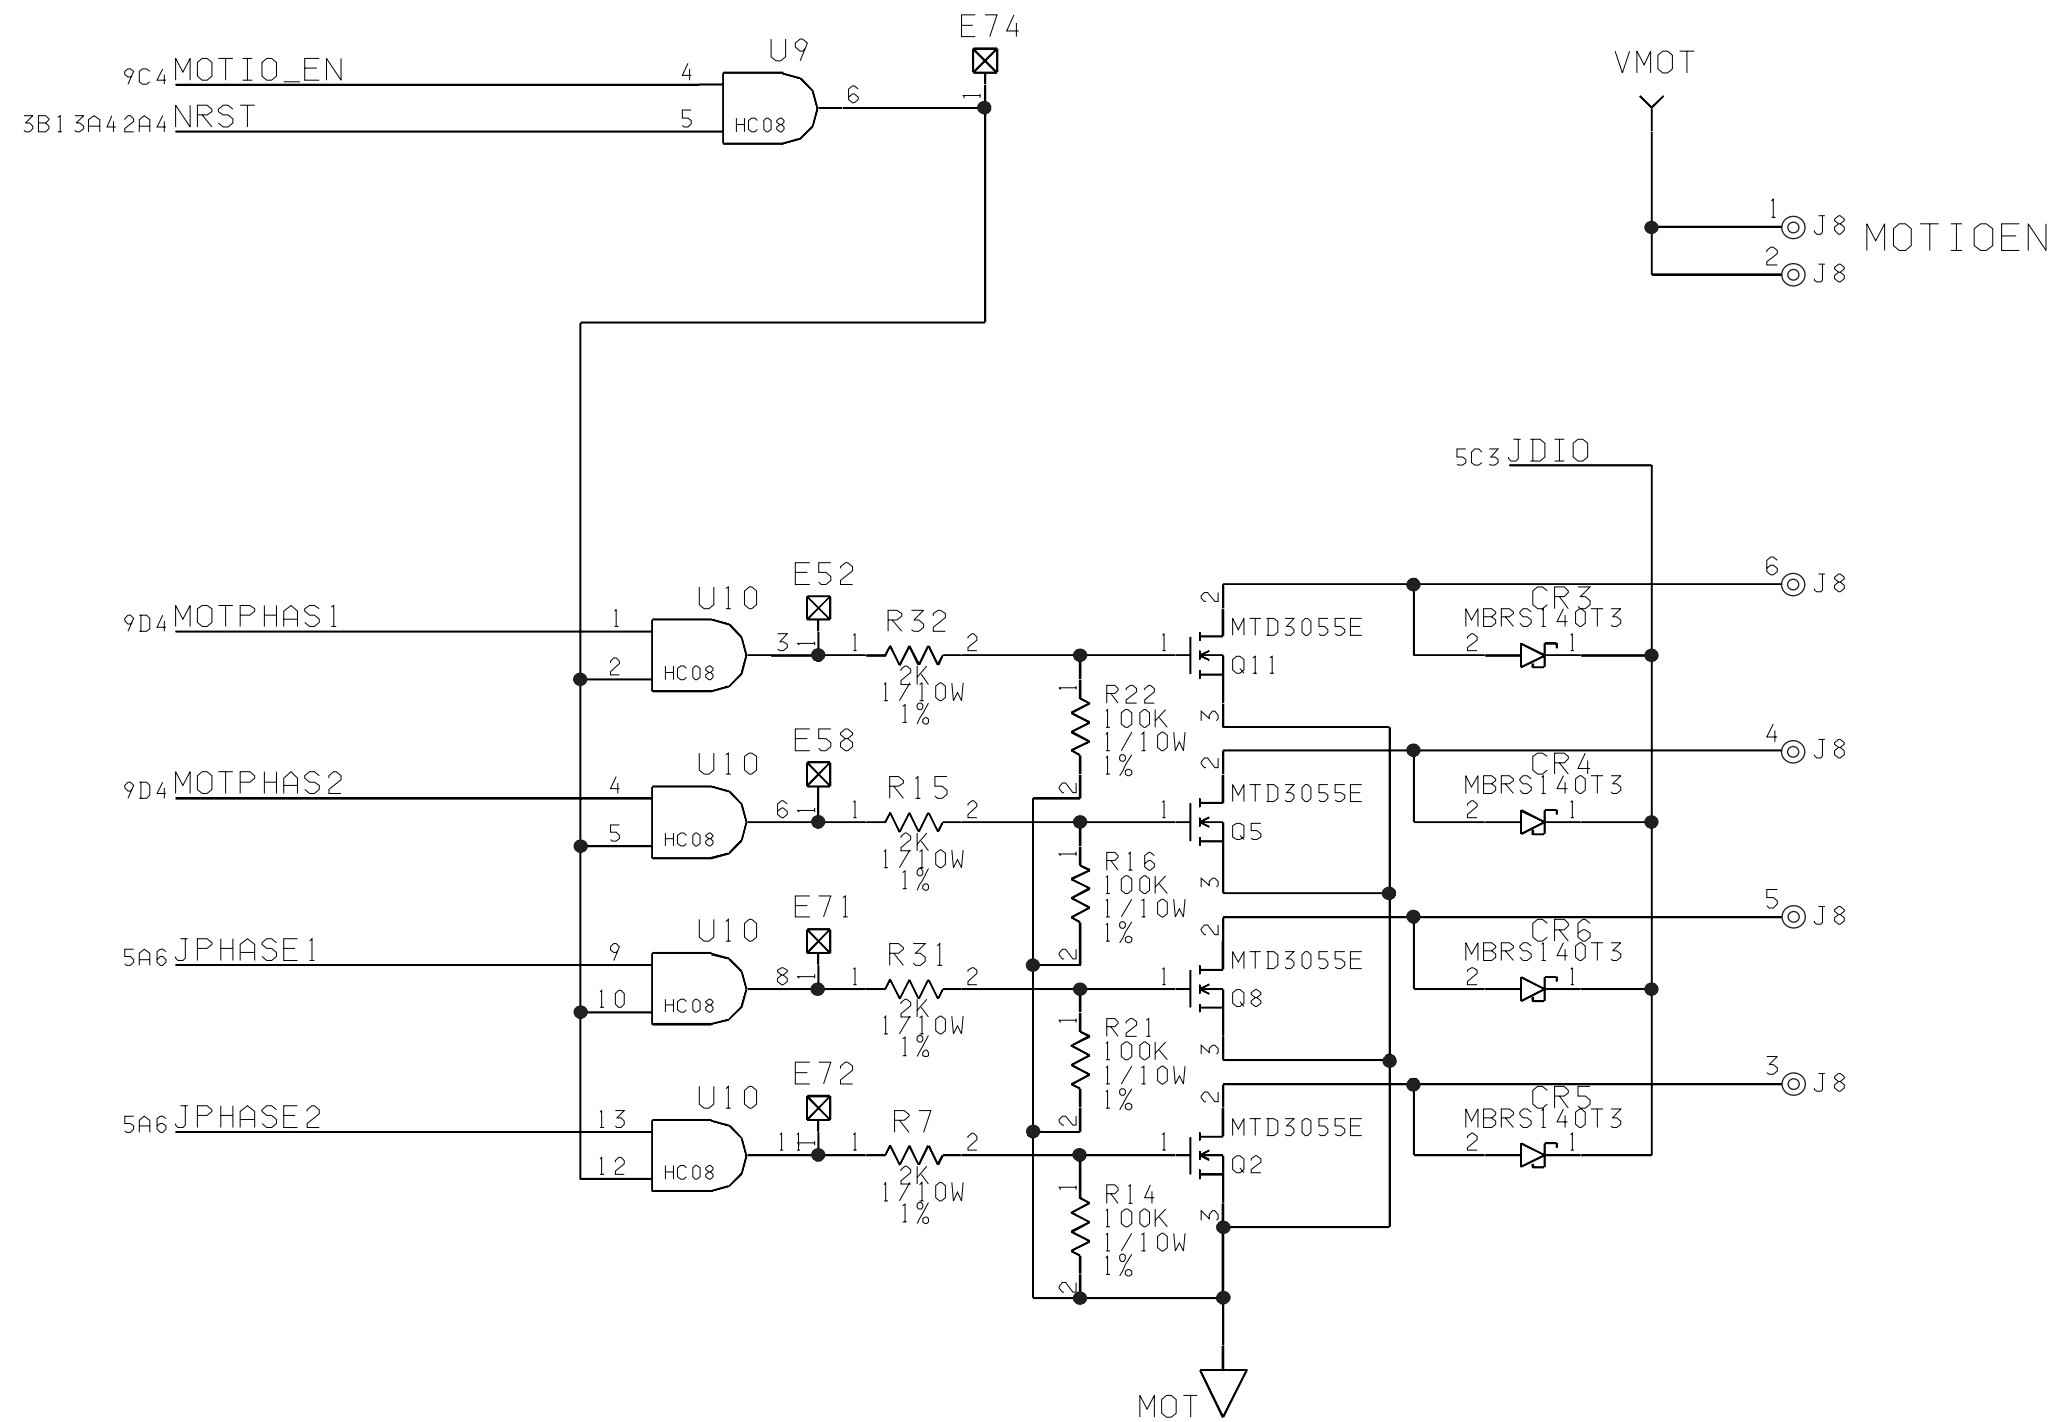 E74
U9
VMOT
9C4 MOTIO_EN 4
6
1
3B13A42A4 NRST 5
HC08
1 J8
MOTIOEN
2 J8
5C3 JDIO
E52
U10
6 J8
9D4 MOTPHAS1 1
3 1 1 R32 2
2
HC08
2K
1/10W
1%
1
R22
100K
1/10W
1%
2
2
MTD3055E
1
Q11
3
CR3
MBRS140T3
2 1
E58
U10
4 J8
9D4 MOTPHAS2 4
6 1 1 R15 2
5
HC08
2K
1/10W
1%
1
R16
100K
1/10W
1%
2
2
MTD3055E
1
Q5
3
CR4
MBRS140T3
2 1
E71
U10
5 J8
5A6 JPHASE1 9
8 1 1 R31 2
10
HC08
2K
1/10W
1%
1
R21
100K
1/10W
1%
2
2
MTD3055E
1
Q8
3
CR6
MBRS140T3
2 1
E72
U10
3 J8
5A6 JPHASE2 13
11 1 1 R7 2
12
HC08
2K
1/10W
1%
1
R14
100K
1/10W
1%
2
2
MTD3055E
1
Q2
3
CR5
MBRS140T3
2 1
MOT